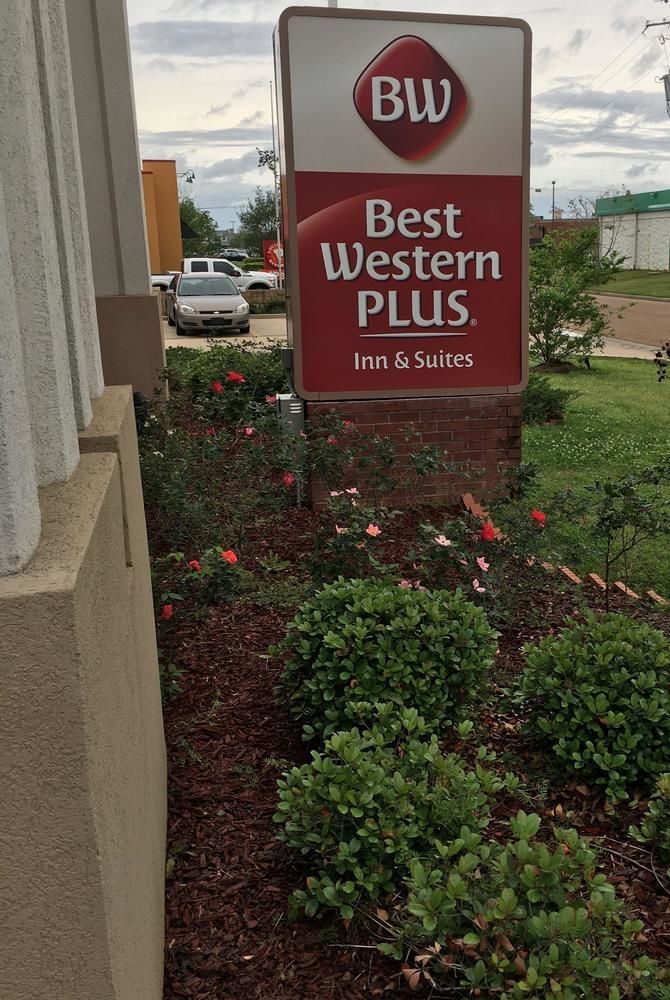 BW
Best
Western
PLUS®
Inn & Suites